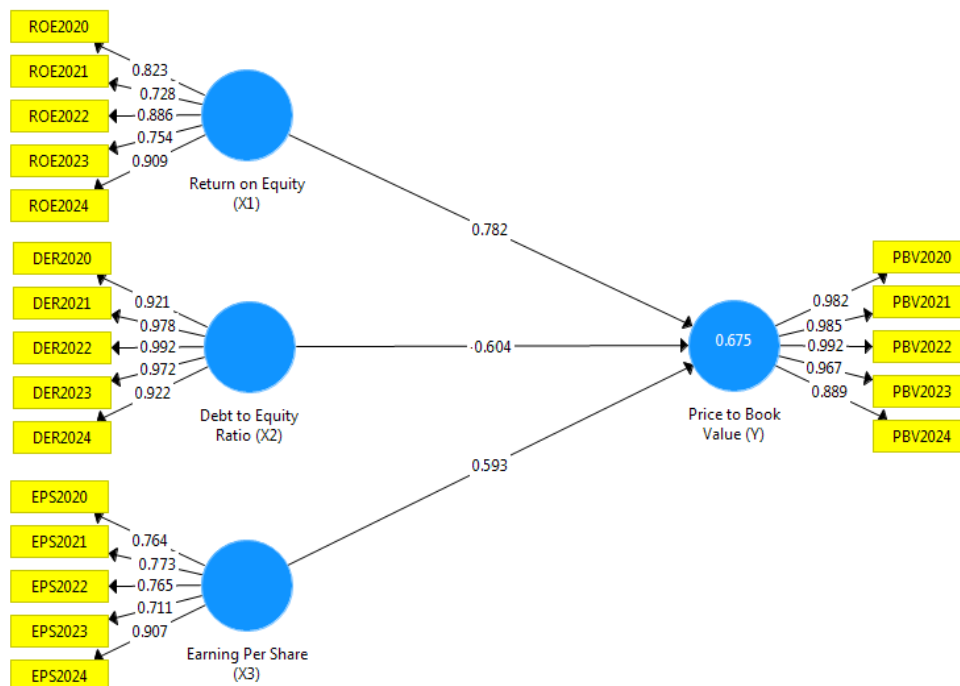 ROE2020
ROE2021
ROE2022
ROE2023
ROE2024
0.823
0.728
0.886
0.754
0.909
Return on Equity
(X1)
0.782
DER2020
DER2021
DER2022
DER2023
DER2024
0.921
0.978
0.992
0.972
0.922
Debt to Equity
Ratio (X2)
-0.604
EPS2020
EPS2021
EPS2022
EPS2023
EPS2024
0.764
0.773
0.765
0.711
0.907
Earning Per Share
(X3)
0.593
0.675
Price to Book
Value (Y)
0.982
0.985
0.992
0.967
0.889
PBV2020
PBV2021
PBV2022
PBV2023
PBV2024